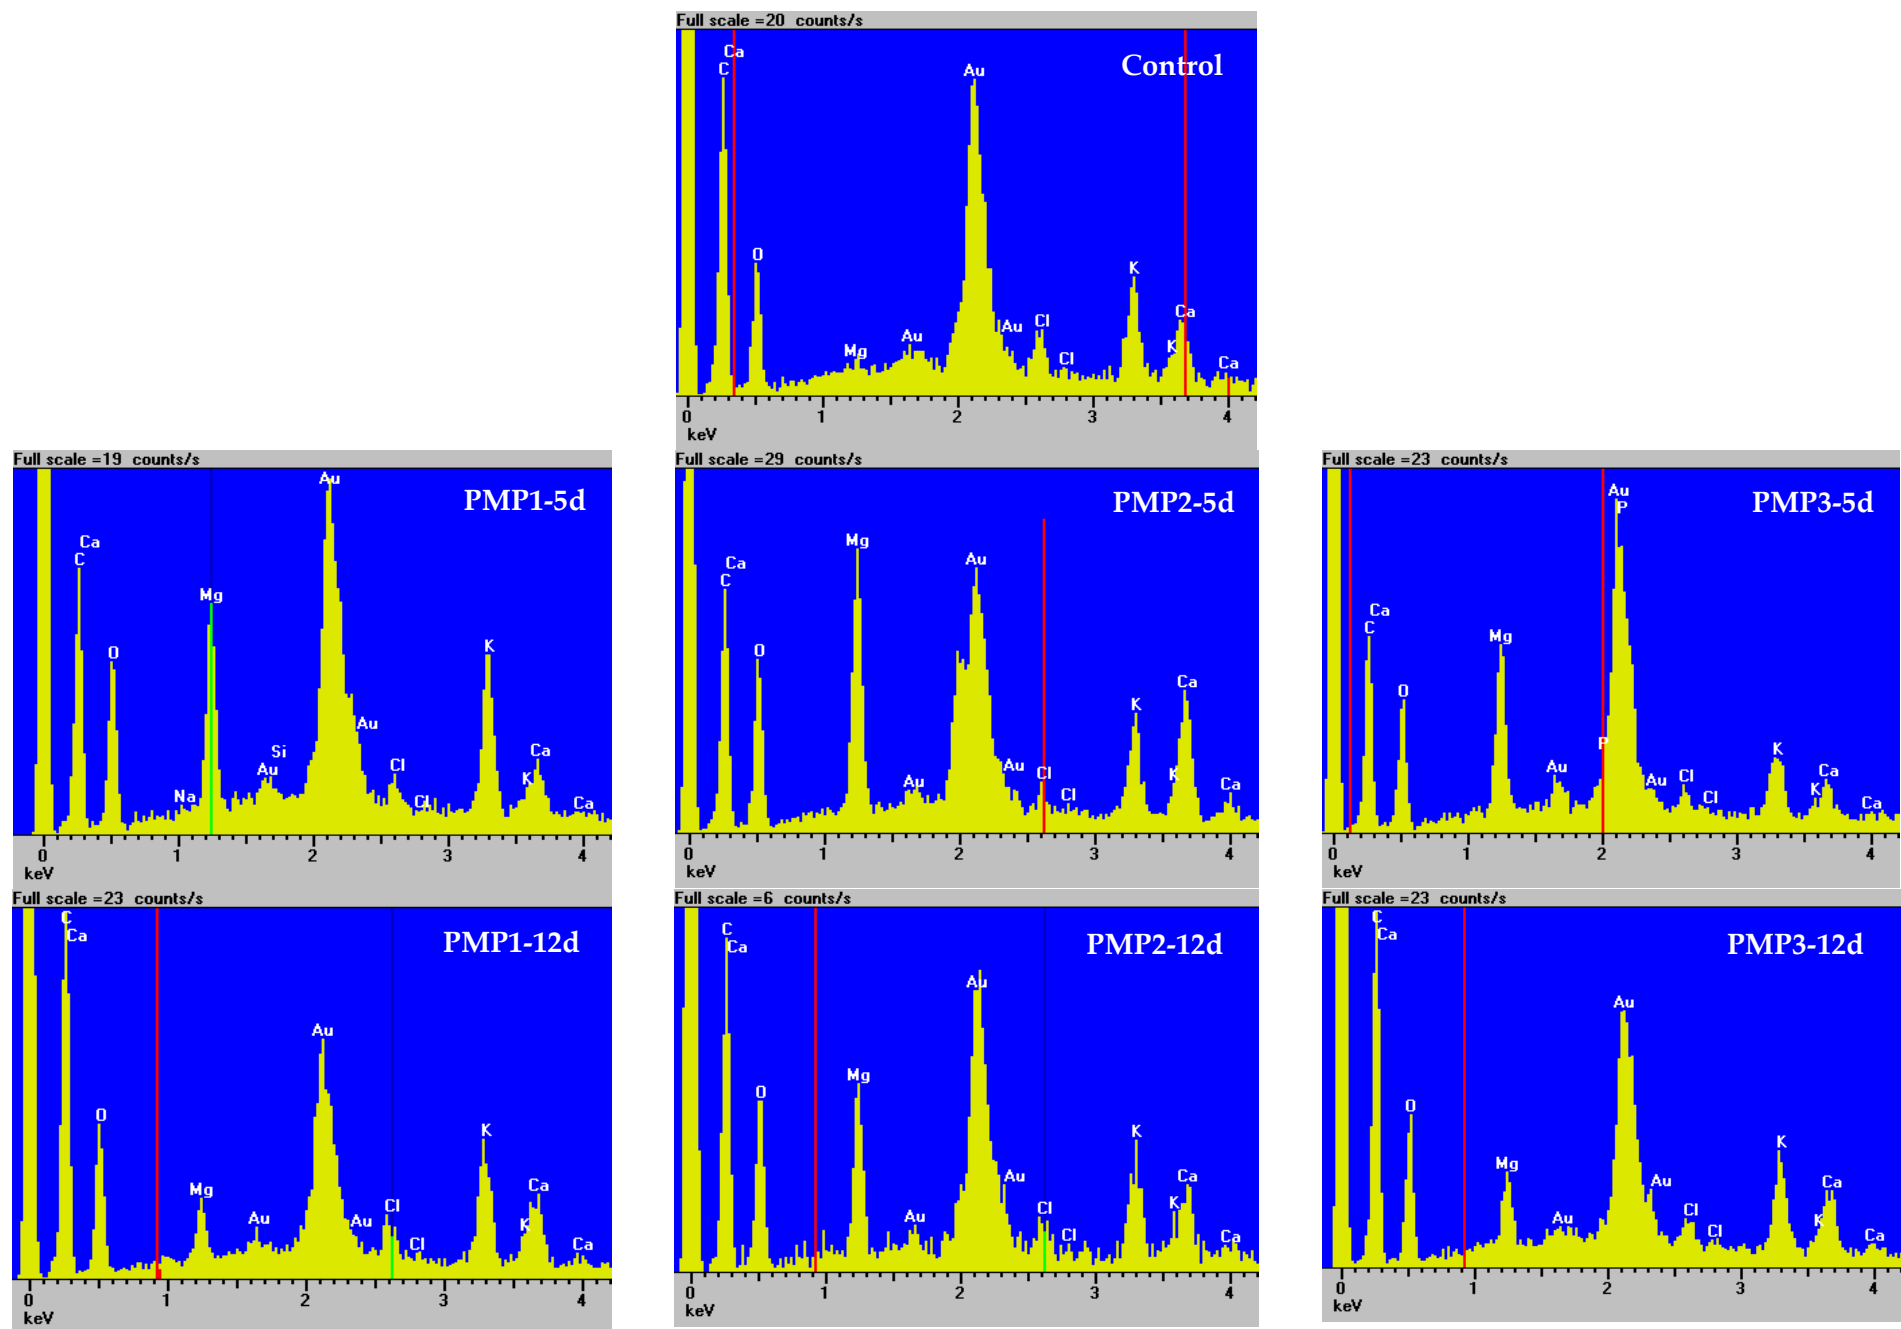 Full scale =20 counts/s
Control
Ca
C
Au
O
K
Ca
Cl
Au
Au
Mg
Cl
K
Ca
0 1 2 3 4
keV
Full scale =19 counts/s
PMP1-5d
Au
Ca
C
Mg
O
K
Au
Si
Au
Cl
Ca
K
Na
Cl
Ca
0 1 2 3 4
keV
Full scale =29 counts/s
PMP2-5d
Mg
Au
Ca
C
O
Ca
K
Au
Cl
K
Au
Ca
Cl
0 1 2 3 4
keV
Full scale =23 counts/s
PMP3-5d
Au
P
Ca
C
Mg
O
P
K
Au
Ca
Au
Cl
K
Cl
Ca
0 1 2 3 4
keV
Full scale =23 counts/s
PMP1-12d
C
Ca
Au
O
K
Mg
Ca
Cl
Au
Au
K
Cl
Ca
0 1 2 3 4
keV
Full scale =6 counts/s
PMP2-12d
C
Ca
Au
Mg
O
K
Au
Ca
K
Cl
Au
Cl
Ca
0 1 2 3 4
keV
Full scale =23 counts/s
PMP3-12d
C
Ca
Au
O
K
Mg
Au
Ca
Cl
Au
K
Cl
Ca
0 1 2 3 4
keV